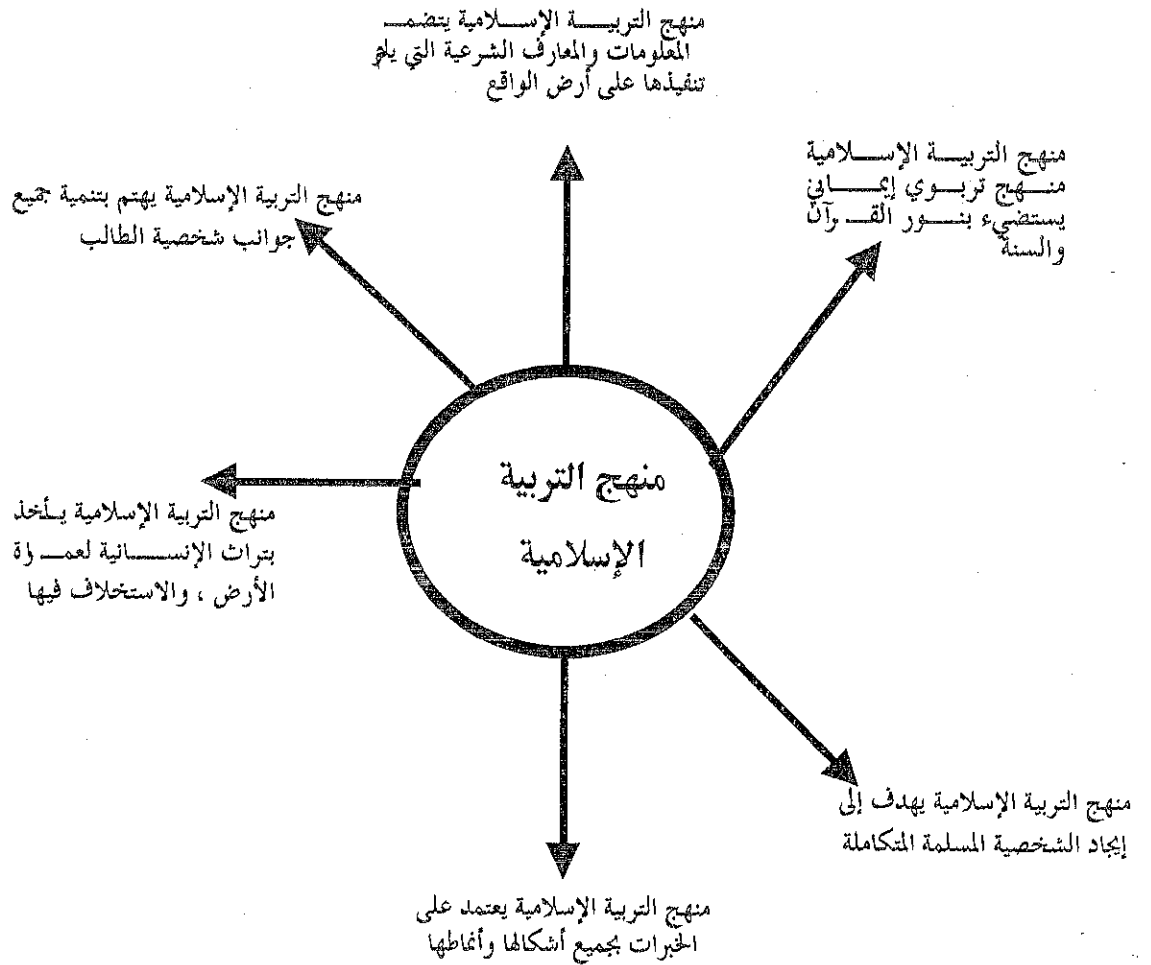 منهج التربية الإسلامية يتضمـ
المعلومات والمعارف الشرعية التي
تنفيذها على أرض الواقع
منهج التربية الإسلامية
منهج تربوي إيماني
يستضيء بنور القرآن
والسنة
منهج التربية الإسلامية يهتم بتنمية جميع
جوانب شخصية الطالب
منهج التربية
الإسلامية
منهج التربية الإسلامية يأخذ
بتراث الإنسانية لعمارة
الأرض ، والاستخلاف فيها
منهج التربية الإسلامية يهدف إلى
إيجاد الشخصية المسلمة المتكاملة
منهج التربية الإسلامية يعتمد على
الخبرات بجميع أشكالها وأنماطها